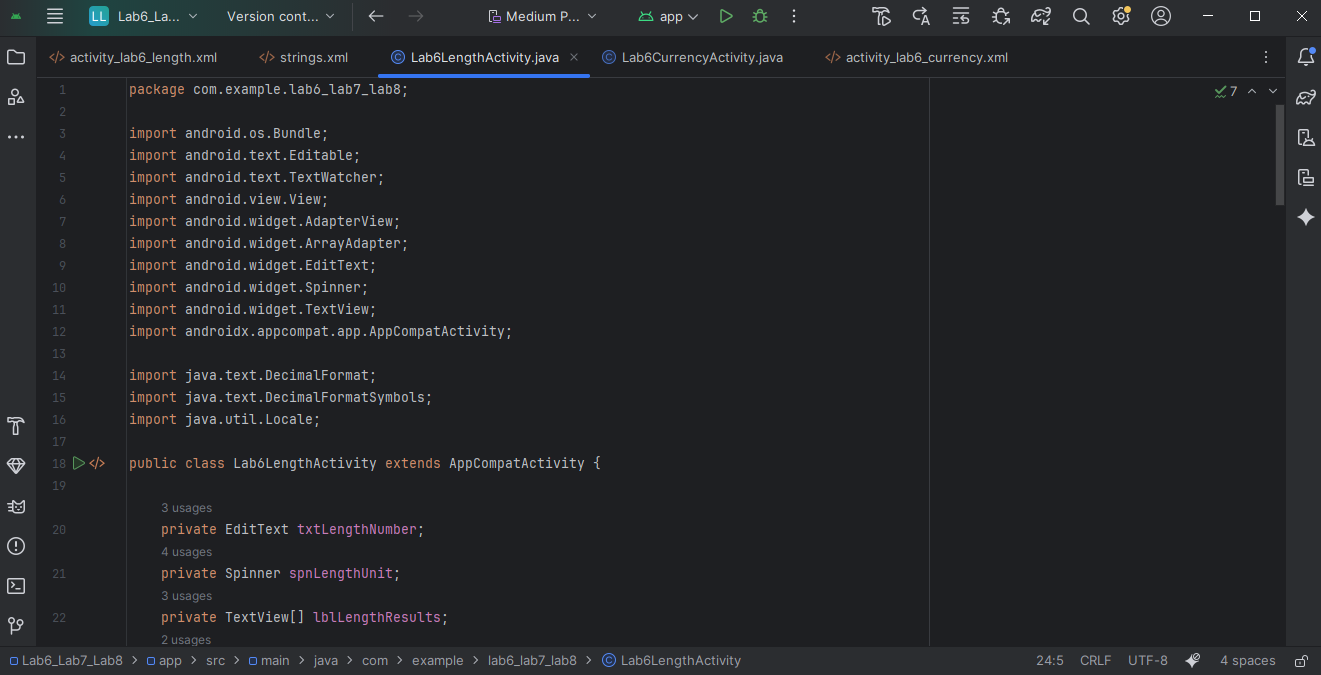 LL Lab6_La... Version cont... Medium P... app
activity_lab6_length.xml strings.xml Lab6LengthActivity.java Lab6CurrencyActivity.java activity_lab6_currency.xml
1 package com.example.lab6_lab7_lab8; 7
2
3 import android.os.Bundle;
4 import android.text.Editable;
5 import android.text.TextWatcher;
6 import android.view.View;
7 import android.widget.AdapterView;
8 import android.widget.ArrayAdapter;
9 import android.widget.EditText;
10 import android.widget.Spinner;
11 import android.widget.TextView;
12 import androidx.appcompat.app.AppCompatActivity;
13
14 import java.text.DecimalFormat;
15 import java.text.DecimalFormatSymbols;
16 import java.util.Locale;
17
18 public class Lab6LengthActivity extends AppCompatActivity {
19
3 usages
20 private EditText txtLengthNumber;
4 usages
21 private Spinner spnLengthUnit;
3 usages
22 private TextView[] lblLengthResults;
2 usages
Lab6_Lab7_Lab8 > app > src > main > java > com > example > lab6_lab7_lab8 > Lab6LengthActivity 24:5 CRLF UTF-8 4 spaces